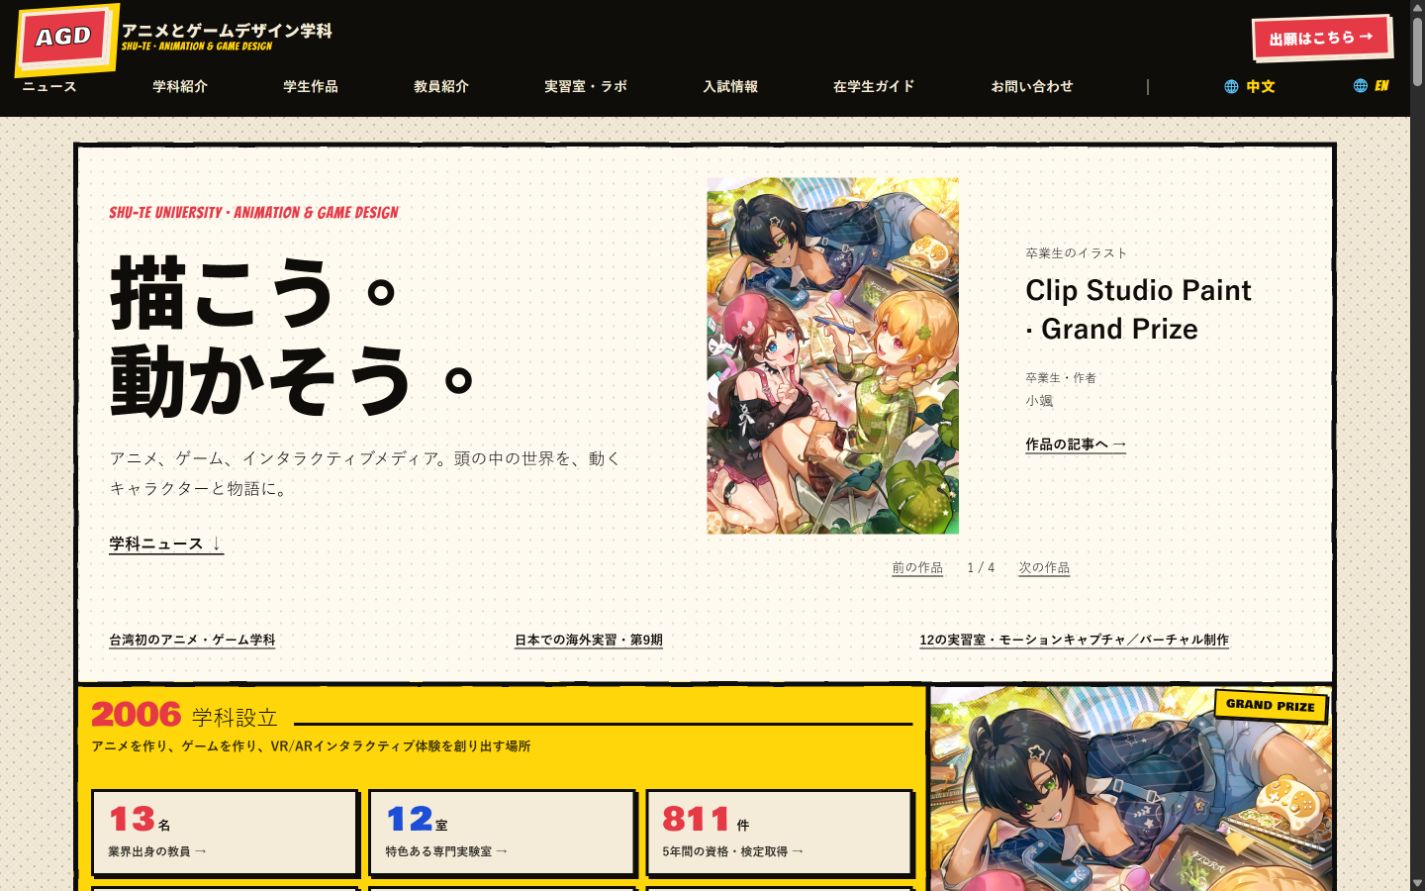 AGD
アニメとゲームデザイン学科
SHU-TE · ANIMATION & GAME DESIGN
出願はこちら →
ニュース 学科紹介 学生作品 教員紹介 実習室・ラボ 入試情報 在学生ガイド お問い合わせ | 中文 EN
SHU-TE UNIVERSITY · ANIMATION & GAME DESIGN
描こう。
動かそう。
アニメ、ゲーム、インタラクティブメディア。頭の中の世界を、動く
キャラクターと物語に。
学科ニュース ↓
卒業生のイラスト
Clip Studio Paint
· Grand Prize
卒業生・作者
小颯
作品の記事へ →
前の作品 1 / 4 次の作品
台湾初のアニメ・ゲーム学科 日本での海外実習・第9期 12の実習室・モーションキャプチャ／バーチャル制作
2006 学科設立
アニメを作り、ゲームを作り、VR/ARインタラクティブ体験を創り出す場所
GRAND PRIZE
13名
業界出身の教員 →
12室
特色ある専門実験室 →
811 件
5年間の資格・検定取得 →